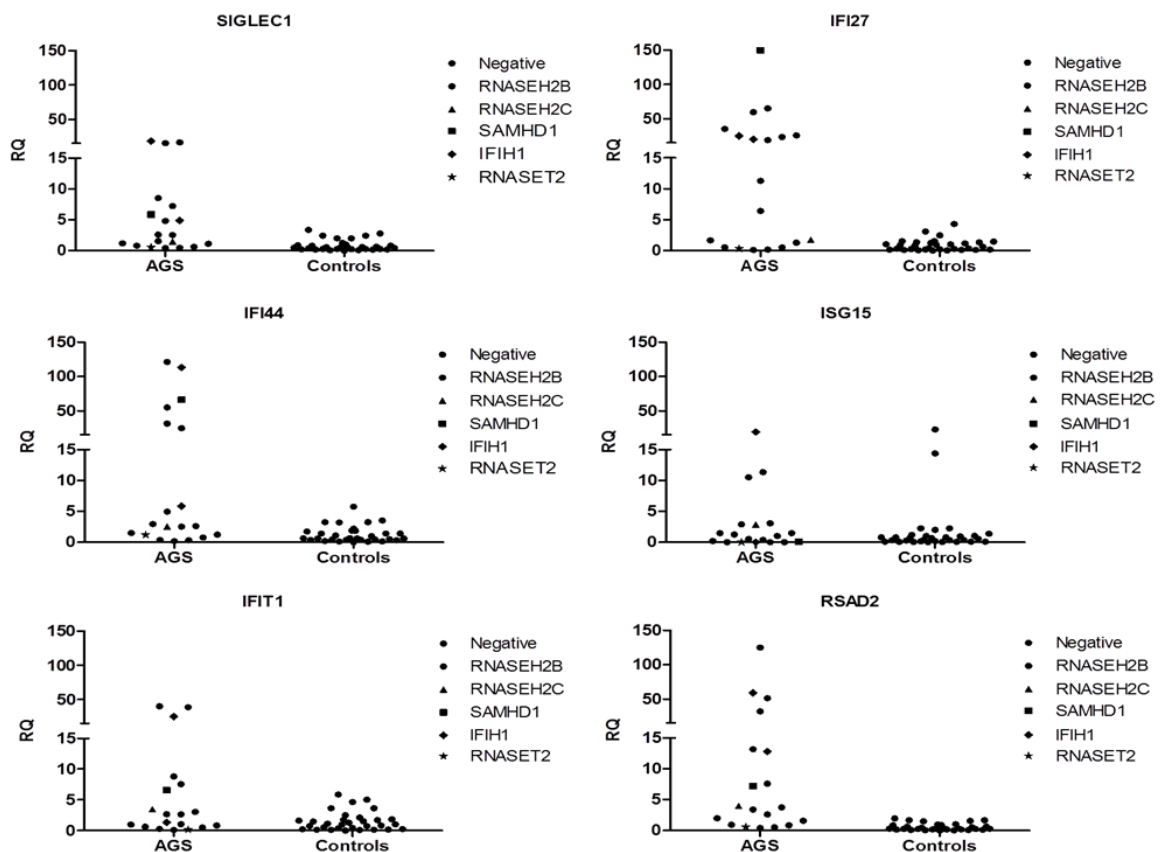 SIGLEC1
RQ
150
100
50
15
10
5
0
AGS
Controls
Negative
RNASEH2B
RNASEH2C
SAMHD1
IFIH1
RNASET2
IFI27
RQ
150
100
50
15
10
5
0
AGS
Controls
Negative
RNASEH2B
RNASEH2C
SAMHD1
IFIH1
RNASET2
IFI44
RQ
150
100
50
15
10
5
0
AGS
Controls
Negative
RNASEH2B
RNASEH2C
SAMHD1
IFIH1
RNASET2
ISG15
RQ
150
100
50
15
10
5
0
AGS
Controls
Negative
RNASEH2B
RNASEH2C
SAMHD1
IFIH1
RNASET2
IFIT1
RQ
150
100
50
15
10
5
0
AGS
Controls
Negative
RNASEH2B
RNASEH2C
SAMHD1
IFIH1
RNASET2
RSAD2
RQ
150
100
50
15
10
5
0
AGS
Controls
Negative
RNASEH2B
RNASEH2C
SAMHD1
IFIH1
RNASET2